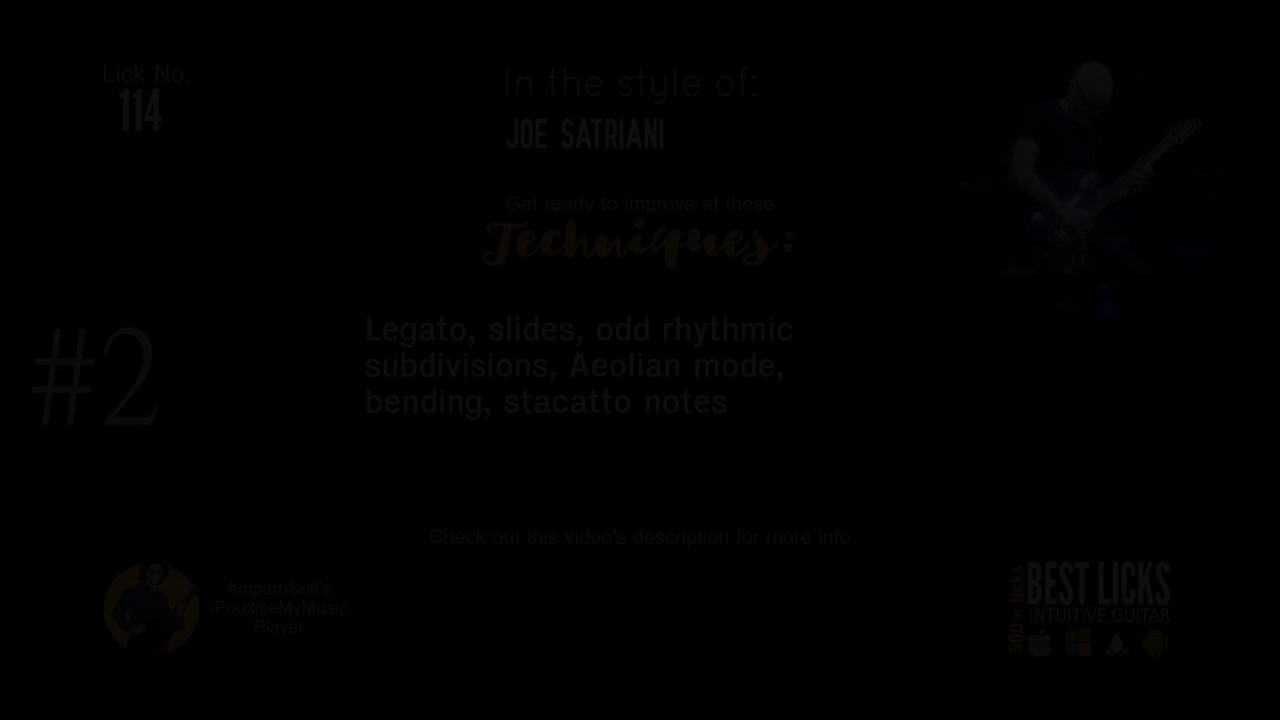 Lick No.
114
In the style of:
JOE SATRIANI
Get ready to improve at these
Techniques:
#2
Legato, slides, odd rhythmic
subdivisions, Aeolian mode,
bending, stacatto notes
Check out this video's description for more info
AmparoSoft's
iPracticeMyMusic
Player
500+ licks
BEST LICKS
INTUITIVE GUITAR